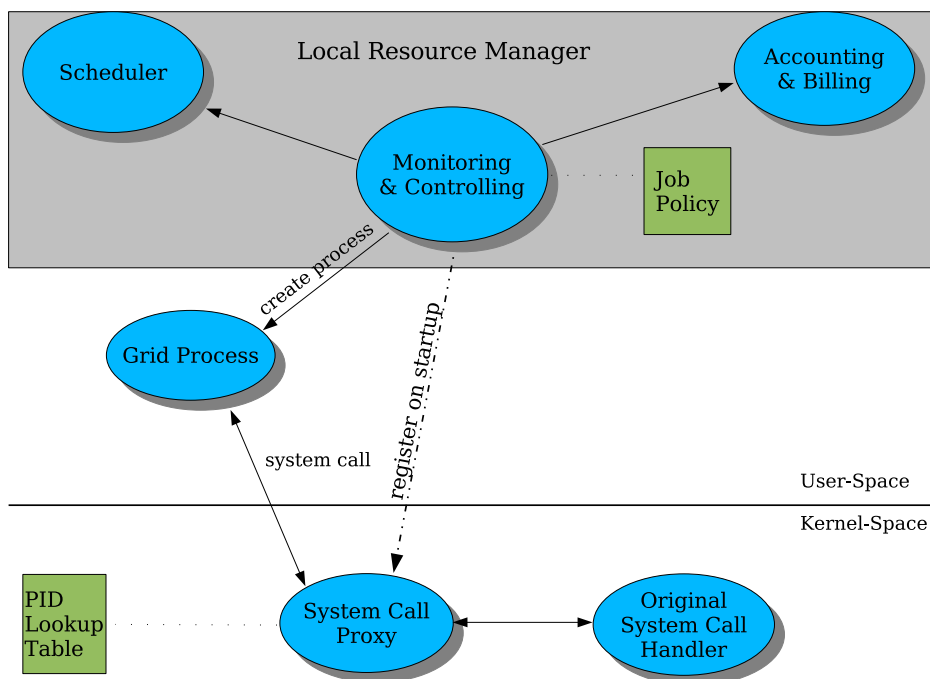 Local Resource Manager
Scheduler
Accounting
& Billing
Monitoring
& Controlling
Job
Policy
create process
Grid Process
register on startup
system call
User-Space
Kernel-Space
PID
Lookup
Table
System Call
Proxy
Original
System Call
Handler